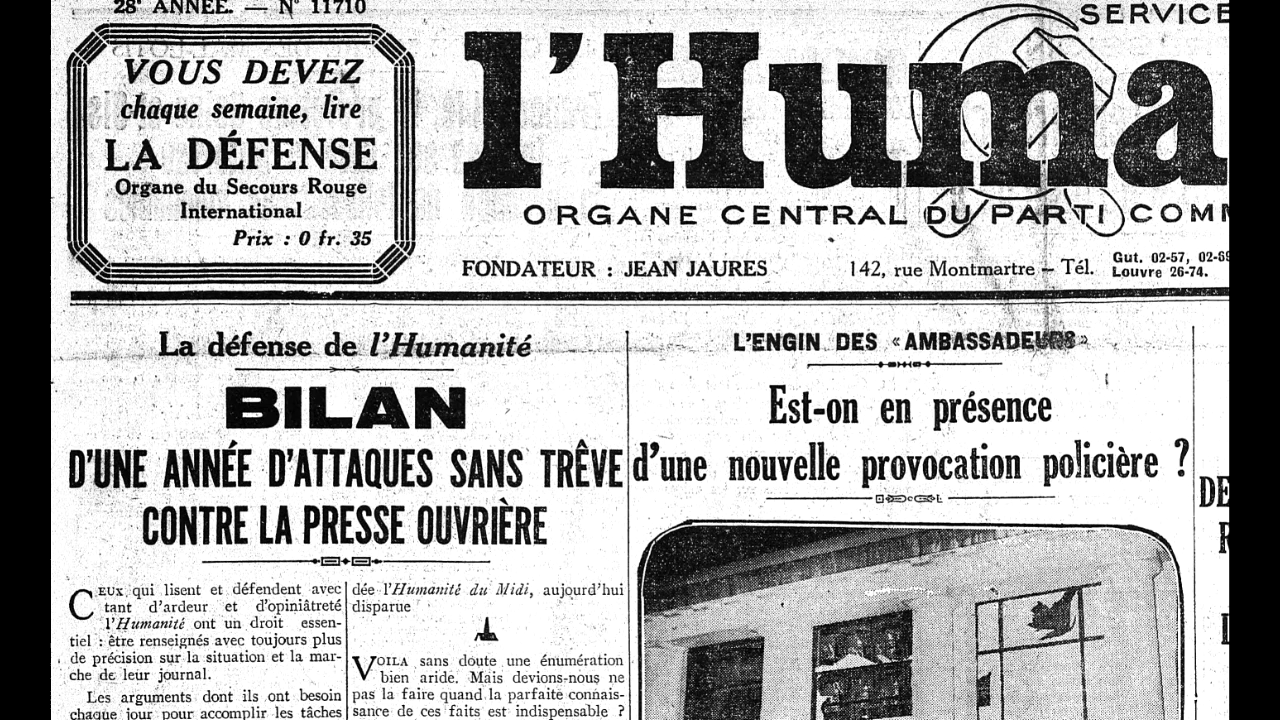 28e ANNÉE. — N° 11710
VOUS DEVEZ
chaque semaine, lire
LA DÉFENSE
Organe du Secours Rouge
International
Prix : 0 fr. 35
SERVICE
l'Huma
ORGANE CENTRAL DU PARTI COMM
FONDATEUR : JEAN JAURES
142, rue Montmartre — Tél.
Gut. 02-57, 02-69
Louvre 26-74.
La défense de l'Humanité
BILAN
D'UNE ANNÉE D'ATTAQUES SANS TRÊVE
CONTRE LA PRESSE OUVRIÈRE
CEUX qui lisent et défendent avec
tant d'ardeur et d'opiniâtreté
l'Humanité ont un droit essen-
tiel : être renseignés avec toujours plus
de précision sur la situation et la mar-
che de leur journal.
Les arguments dont ils ont besoin
chaque jour pour accomplir les tâches
dée l'Humanité du Midi, aujourd'hui
disparue
VOILA sans doute une énumération
bien aride. Mais devions-nous ne
pas la faire quand la parfaite connais-
sance de ces faits est indispensable ?
L'ENGIN DES « AMBASSADEURS »
Est-on en présence
d'une nouvelle provocation policière ?
DE
R